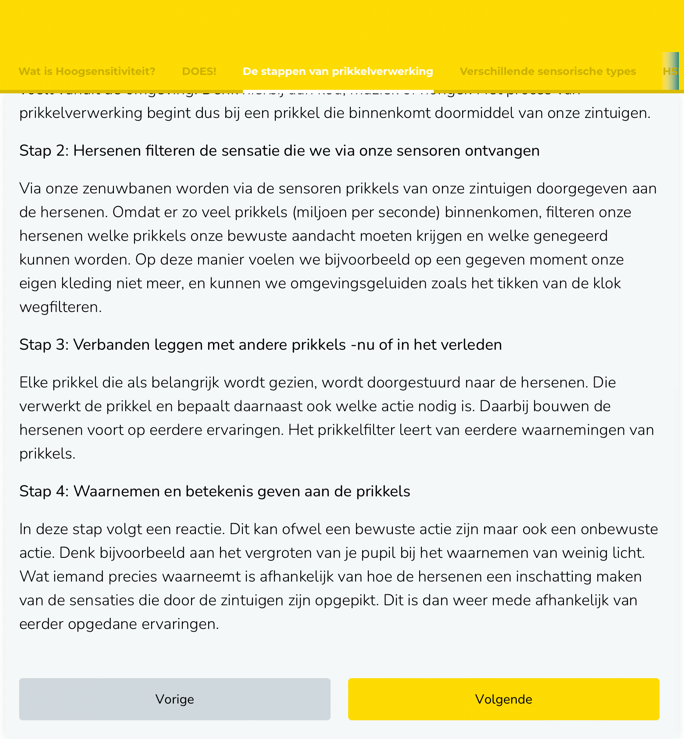 Wat is Hoogsensitiviteit? DOES! De stappen van prikkelverwerking Verschillende sensorische types
prikkelverwerking begint dus bij een prikkel die binnenkomt doormiddel van onze zintuigen.
Stap 2: Hersenen filteren de sensatie die we via onze sensoren ontvangen
Via onze zenuwbanen worden via de sensoren prikkels van onze zintuigen doorgegeven aan
de hersenen. Omdat er zo veel prikkels (miljoen per seconde) binnenkomen, filteren onze
hersenen welke prikkels onze bewuste aandacht moeten krijgen en welke genegeerd
kunnen worden. Op deze manier voelen we bijvoorbeeld op een gegeven moment onze
eigen kleding niet meer, en kunnen we omgevingsgeluiden zoals het tikken van de klok
wegfilteren.
Stap 3: Verbanden leggen met andere prikkels -nu of in het verleden
Elke prikkel die als belangrijk wordt gezien, wordt doorgestuurd naar de hersenen. Die
verwerkt de prikkel en bepaalt daarnaast ook welke actie nodig is. Daarbij bouwen de
hersenen voort op eerdere ervaringen. Het prikkelfilter leert van eerdere waarnemingen van
prikkels.
Stap 4: Waarnemen en betekenis geven aan de prikkels
In deze stap volgt een reactie. Dit kan ofwel een bewuste actie zijn maar ook een onbewuste
actie. Denk bijvoorbeeld aan het vergroten van je pupil bij het waarnemen van weinig licht.
Wat iemand precies waarneemt is afhankelijk van hoe de hersenen een inschatting maken
van de sensaties die door de zintuigen zijn opgepikt. Dit is dan weer mede afhankelijk van
eerder opgedane ervaringen.
Vorige Volgende